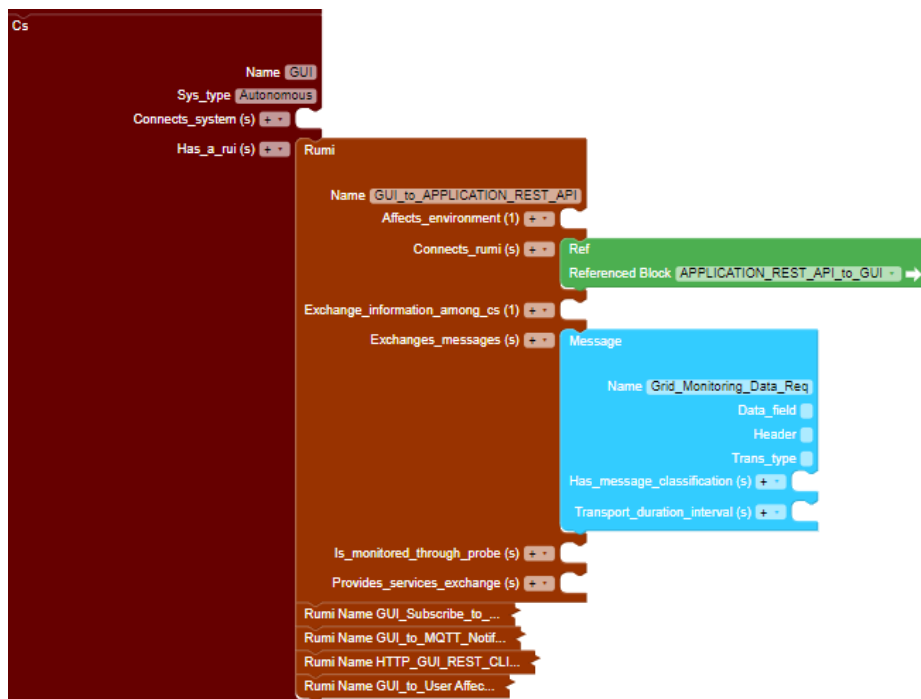 Cs
Name GUI
Sys_type Autonomous
Connects_system (s) +
Has_a_rui (s) + Rumi
Name GUI_to_APPLICATION_REST_API
Affects_environment (1) +
Connects_rumi (s) + Ref
Referenced Block APPLICATION_REST_API_to_GUI
Exchange_information_among_cs (1) +
Exchanges_messages (s) + Message
Name Grid_Monitoring_Data_Req
Data_field
Header
Trans_type
Has_message_classification (s) +
Transport_duration_interval (s) +
Is_monitored_through_probe (s) +
Provides_services_exchange (s) +
Rumi Name GUI_Subscribe_to_...
Rumi Name GUI_to_MQTT_Notif...
Rumi Name HTTP_GUI_REST_CLI...
Rumi Name GUI_to_User Affec...